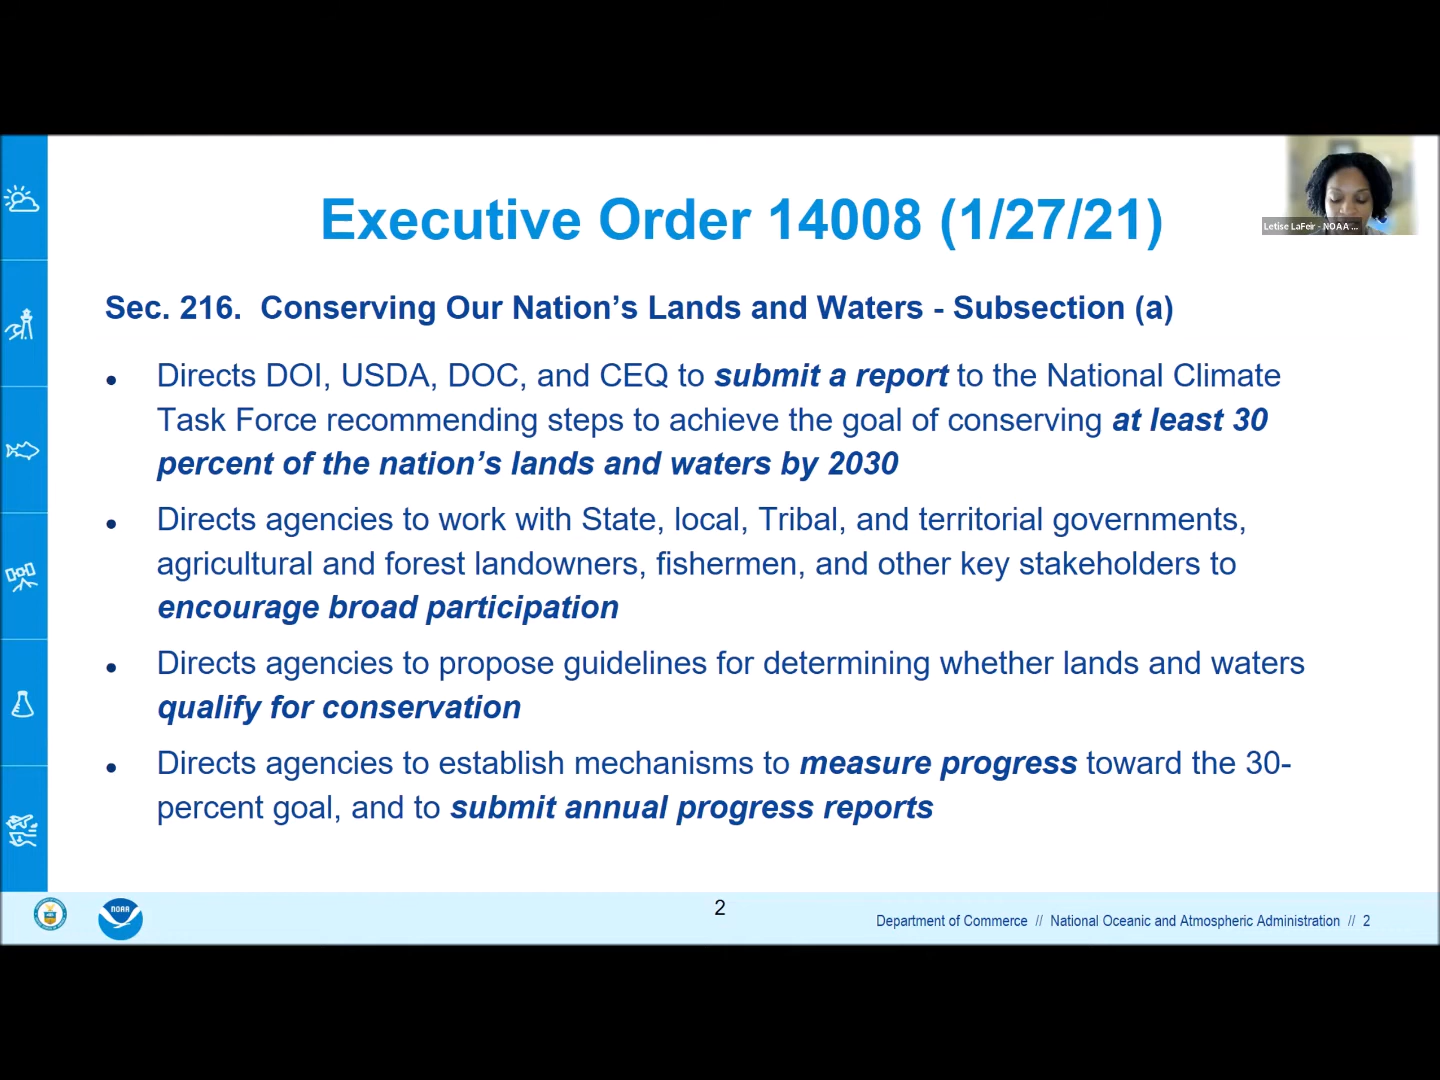 Executive Order 14008 (1/27/21)
Letise LaFeir - NOAA ...
Sec. 216.  Conserving Our Nation’s Lands and Waters - Subsection (a)
● Directs DOI, USDA, DOC, and CEQ to submit a report to the National Climate
Task Force recommending steps to achieve the goal of conserving at least 30
percent of the nation’s lands and waters by 2030
● Directs agencies to work with State, local, Tribal, and territorial governments,
agricultural and forest landowners, fishermen, and other key stakeholders to
encourage broad participation
● Directs agencies to propose guidelines for determining whether lands and waters
qualify for conservation
● Directs agencies to establish mechanisms to measure progress toward the 30-
percent goal, and to submit annual progress reports
NOAA
2
Department of Commerce // National Oceanic and Atmospheric Administration // 2